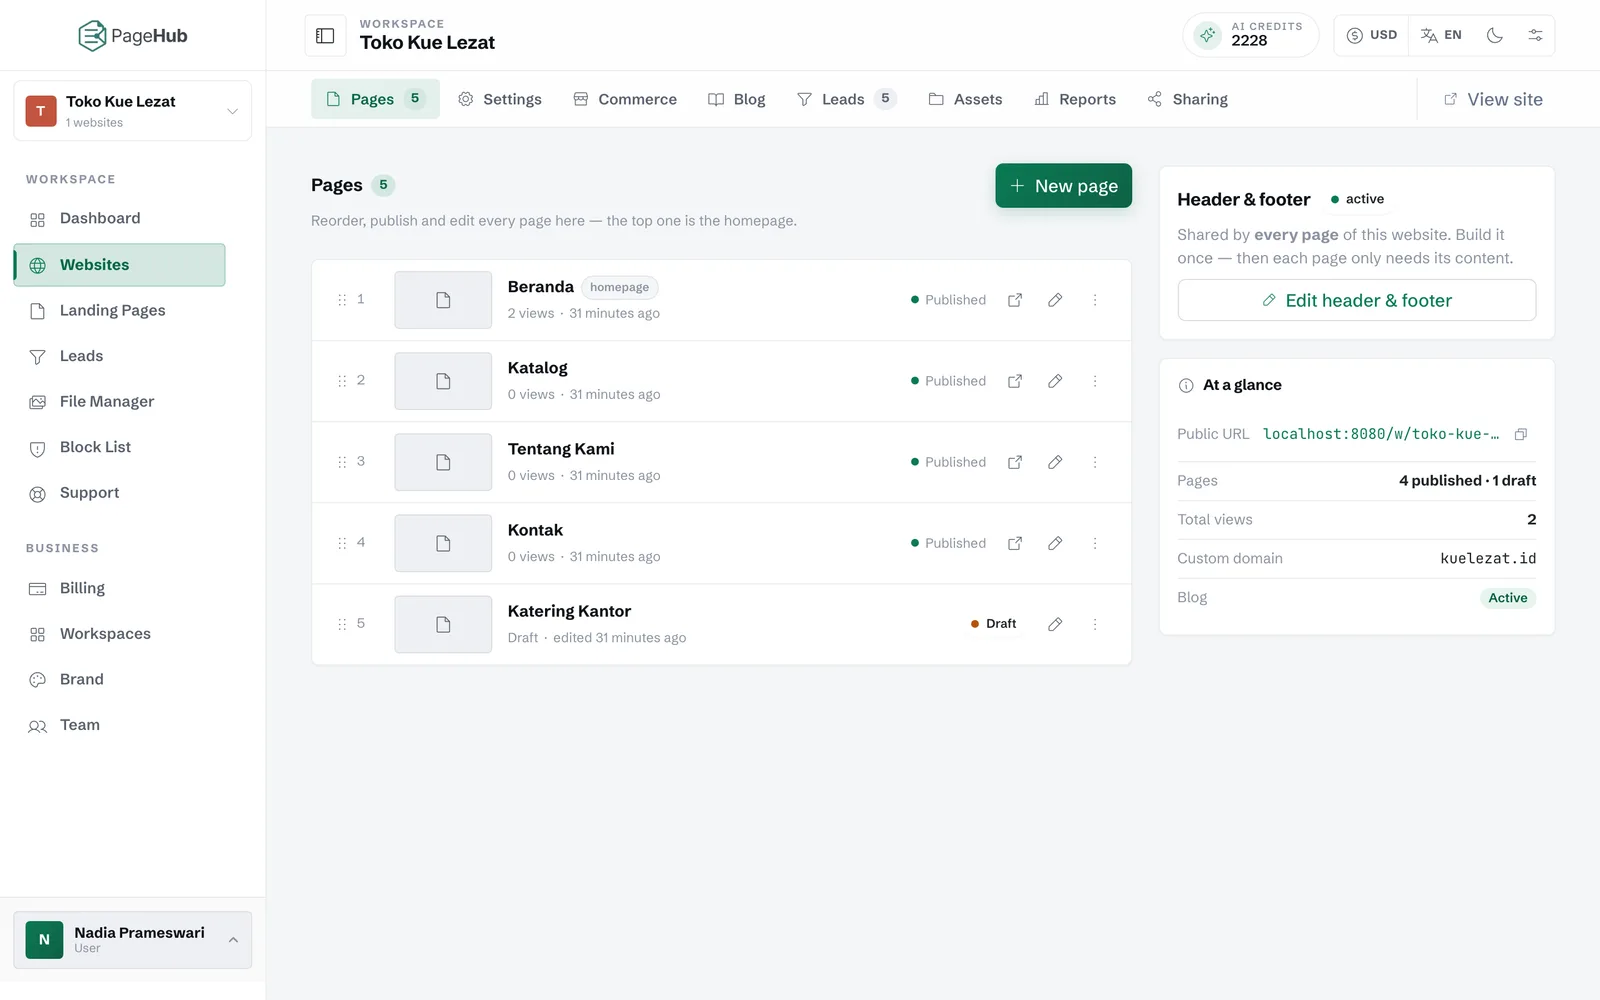 PageHub
WORKSPACE
Toko Kue Lezat
AI CREDITS
2228
USD
EN
T
Toko Kue Lezat
1 websites
Pages 5
Settings
Commerce
Blog
Leads 5
Assets
Reports
Sharing
View site
WORKSPACE
Dashboard
Websites
Landing Pages
Leads
File Manager
Block List
Support
BUSINESS
Billing
Workspaces
Brand
Team
N
Nadia Prameswari
User
Pages 5
Reorder, publish and edit every page here — the top one is the homepage.
New page
1
Beranda homepage
2 views · 31 minutes ago
Published
2
Katalog
0 views · 31 minutes ago
Published
3
Tentang Kami
0 views · 31 minutes ago
Published
4
Kontak
0 views · 31 minutes ago
Published
5
Katering Kantor
Draft · edited 31 minutes ago
Draft
Header & footer active
Shared by every page of this website. Build it
once — then each page only needs its content.
Edit header & footer
At a glance
Public URL localhost:8080/w/toko-kue-…
Pages 4 published · 1 draft
Total views 2
Custom domain kuelezat.id
Blog Active